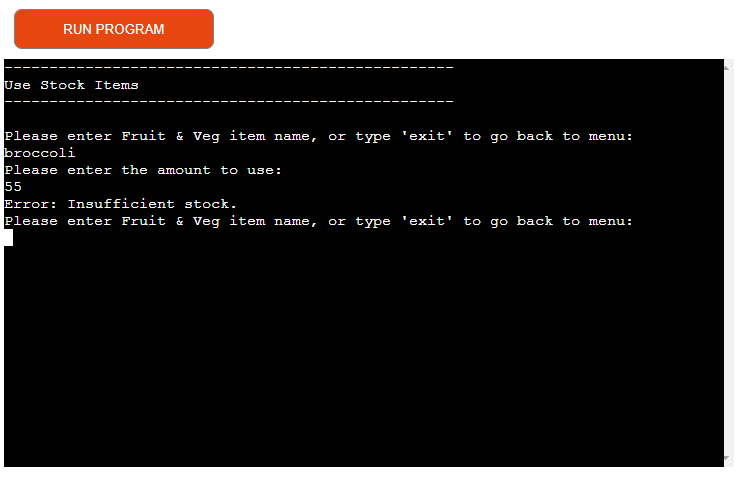 RUN PROGRAM
--------------------------------------------------
Use Stock Items
--------------------------------------------------
Please enter Fruit & Veg item name, or type 'exit' to go back to menu:
broccoli
Please enter the amount to use:
55
Error: Insufficient stock.
Please enter Fruit & Veg item name, or type 'exit' to go back to menu: